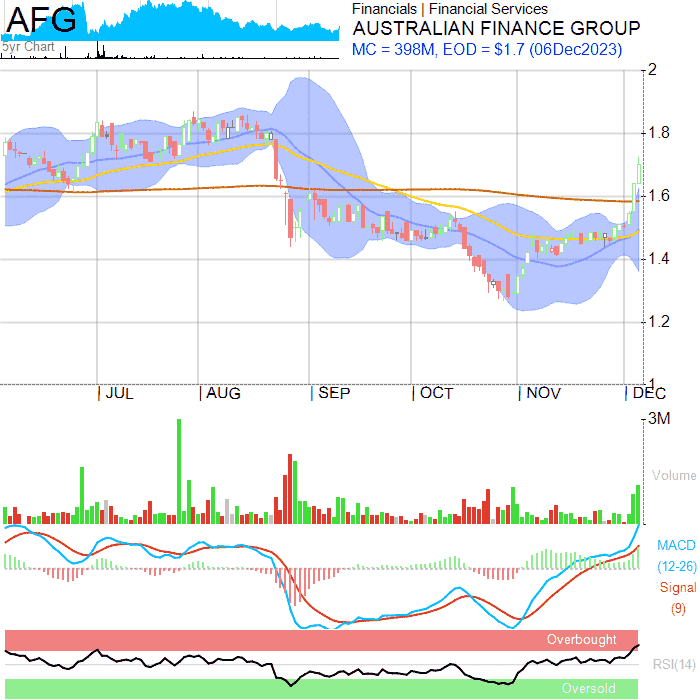 AFG
5yr Chart
Financials | Financial Services
AUSTRALIAN FINANCE GROUP
MC = 398M, EOD = $1.7 (06Dec2023)
2
1.8
1.6
1.4
1.2
1
| JUL
| AUG
| SEP
| OCT
| NOV
| DEC
3M
Volume
MACD
(12-26)
Signal
(9)
Overbought
RSI(14)
Oversold